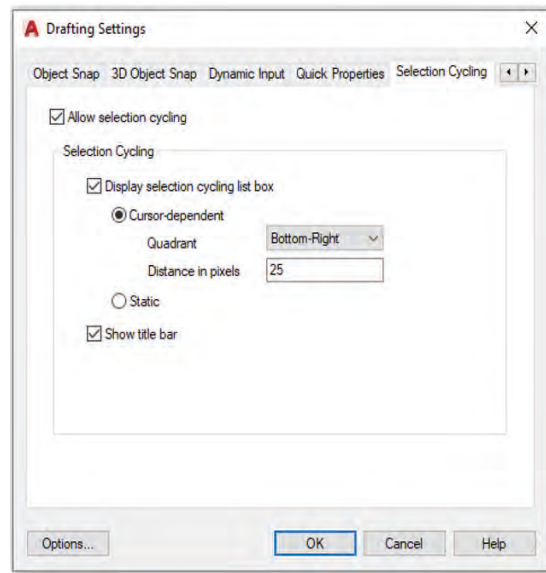 Drafting Settings
Object Snap 3D Object Snap Dynamic Input Quick Properties Selection Cycling
Allow selection cycling
Selection Cycling
Display selection cycling list box
Cursor-dependent
Quadrant Bottom-Right
Distance in pixels 25
Static
Show title bar
Options... OK Cancel Help